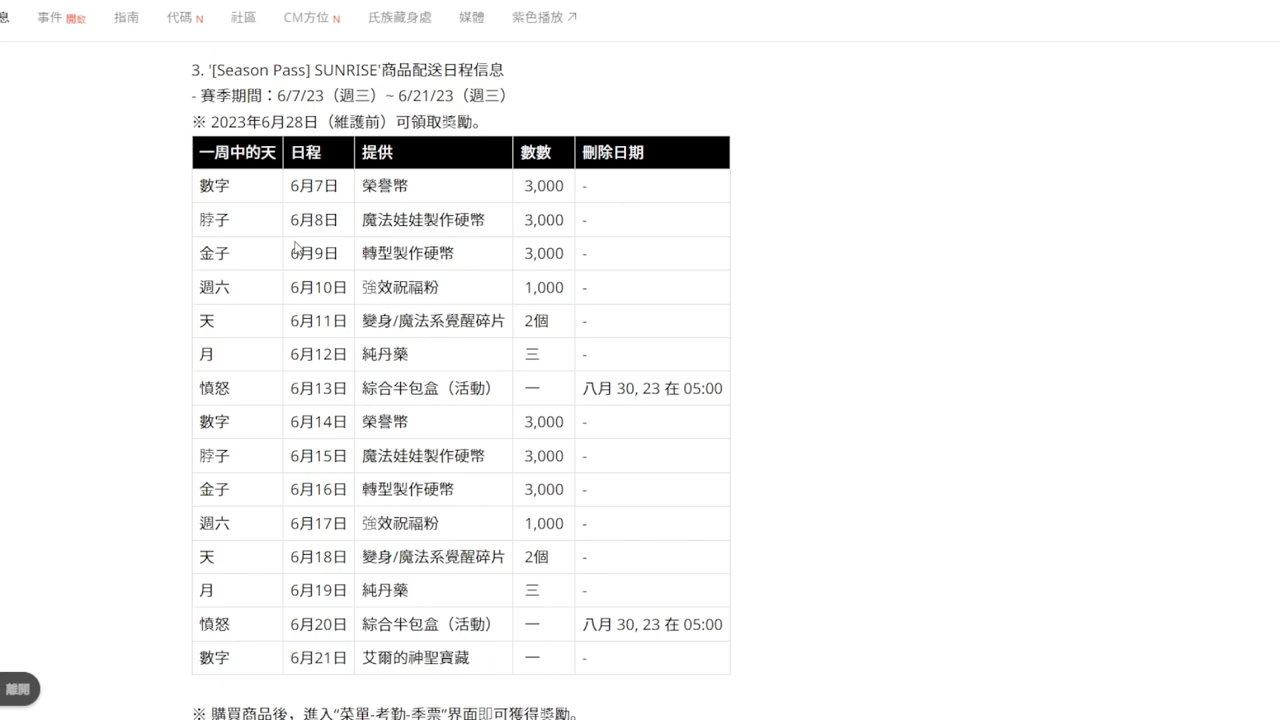 息 事件 開啟 指南 代碼 N 社區 CM方位 N 氏族藏身處 媒體 紫色播放
3. '[Season Pass] SUNRISE'商品配送日程信息
- 賽季期間：6/7/23（週三）~ 6/21/23（週三）
※ 2023年6月28日（維護前）可領取獎勵。
一周中的天 日程 提供 數數 刪除日期
數字 6月7日 榮譽幣 3,000 -
脖子 6月8日 魔法娃娃製作硬幣 3,000 -
金子 6月9日 轉型製作硬幣 3,000 -
週六 6月10日 強效祝福粉 1,000 -
天 6月11日 變身/魔法系覺醒碎片 2個 -
月 6月12日 純丹藥 三 -
憤怒 6月13日 綜合半包盒（活動） 一 八月 30, 23 在 05:00
數字 6月14日 榮譽幣 3,000 -
脖子 6月15日 魔法娃娃製作硬幣 3,000 -
金子 6月16日 轉型製作硬幣 3,000 -
週六 6月17日 強效祝福粉 1,000 -
天 6月18日 變身/魔法系覺醒碎片 2個 -
月 6月19日 純丹藥 三 -
憤怒 6月20日 綜合半包盒（活動） 一 八月 30, 23 在 05:00
數字 6月21日 艾爾的神聖寶藏 一 -
離開
※ 購買商品後，進入“菜單-考勤-季票”界面即可獲得獎勵。